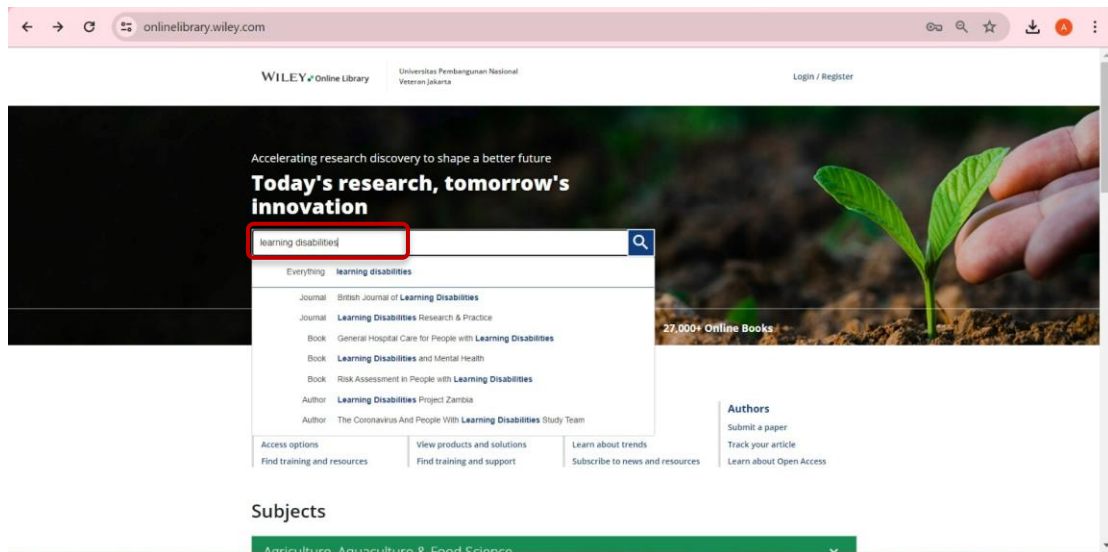 onlinelibrary.wiley.com
A
WILEY Online Library
Universitas Pembangunan Nasional
Veteran Jakarta
Login / Register
Accelerating research discovery to shape a better future
Today's research, tomorrow's
innovation
learning disabilities
Everything learning disabilities
Journal British Journal of Learning Disabilities
Journal Learning Disabilities Research & Practice
Book General Hospital Care for People with Learning Disabilities
Book Learning Disabilities and Mental Health
Book Risk Assessment in People with Learning Disabilities
Author Learning Disabilities Project Zambia
Author The Coronavirus And People With Learning Disabilities Study Team
27,000+ Online Books
Access options
Find training and resources
View products and solutions
Find training and support
Learn about trends
Subscribe to news and resources
Authors
Submit a paper
Track your article
Learn about Open Access
Subjects
Agriculture, Aquaculture & Food Science